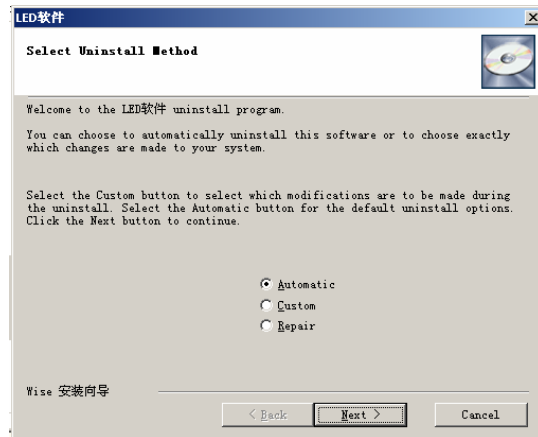 LED软件
Select Uninstall Method
Welcome to the LED软件 uninstall program.
You can choose to automatically uninstall this software or to choose exactly
which changes are made to your system.
Select the Custom button to select which modifications are to be made during
the uninstall. Select the Automatic button for the default uninstall options.
Click the Next button to continue.
Automatic
Custom
Repair
Wise 安装向导
< Back
Next >
Cancel